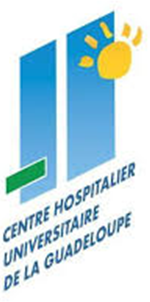 CENTRE HOSPITALIER
UNIVERSITAIRE
DE LA GUADELOUPE